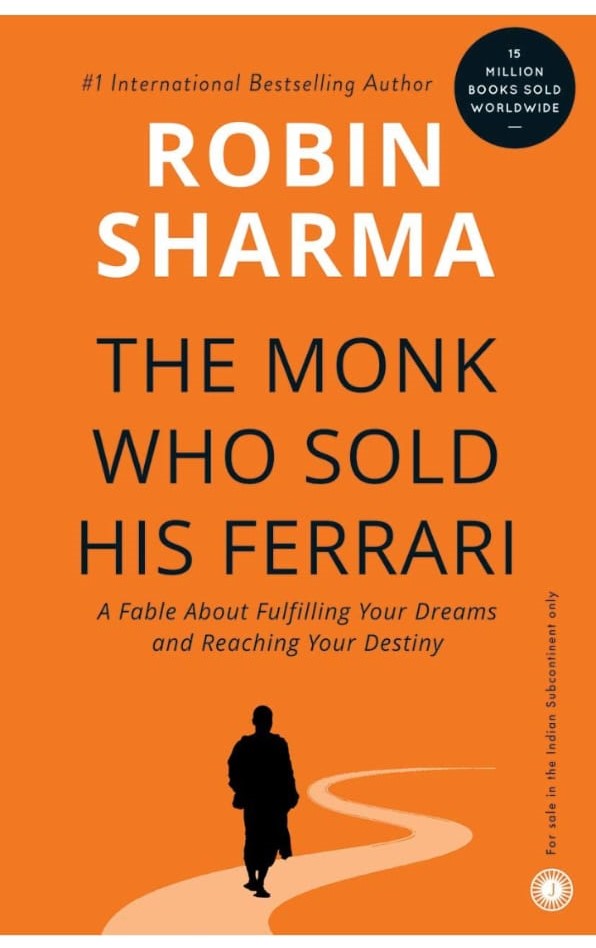 15
MILLION
BOOKS SOLD
WORLDWIDE
#1 International Bestselling Author
ROBIN
SHARMA
THE MONK
WHO SOLD
HIS FERRARI
A Fable About Fulfilling Your Dreams
and Reaching Your Destiny
For sale in the Indian Subcontinent only
J